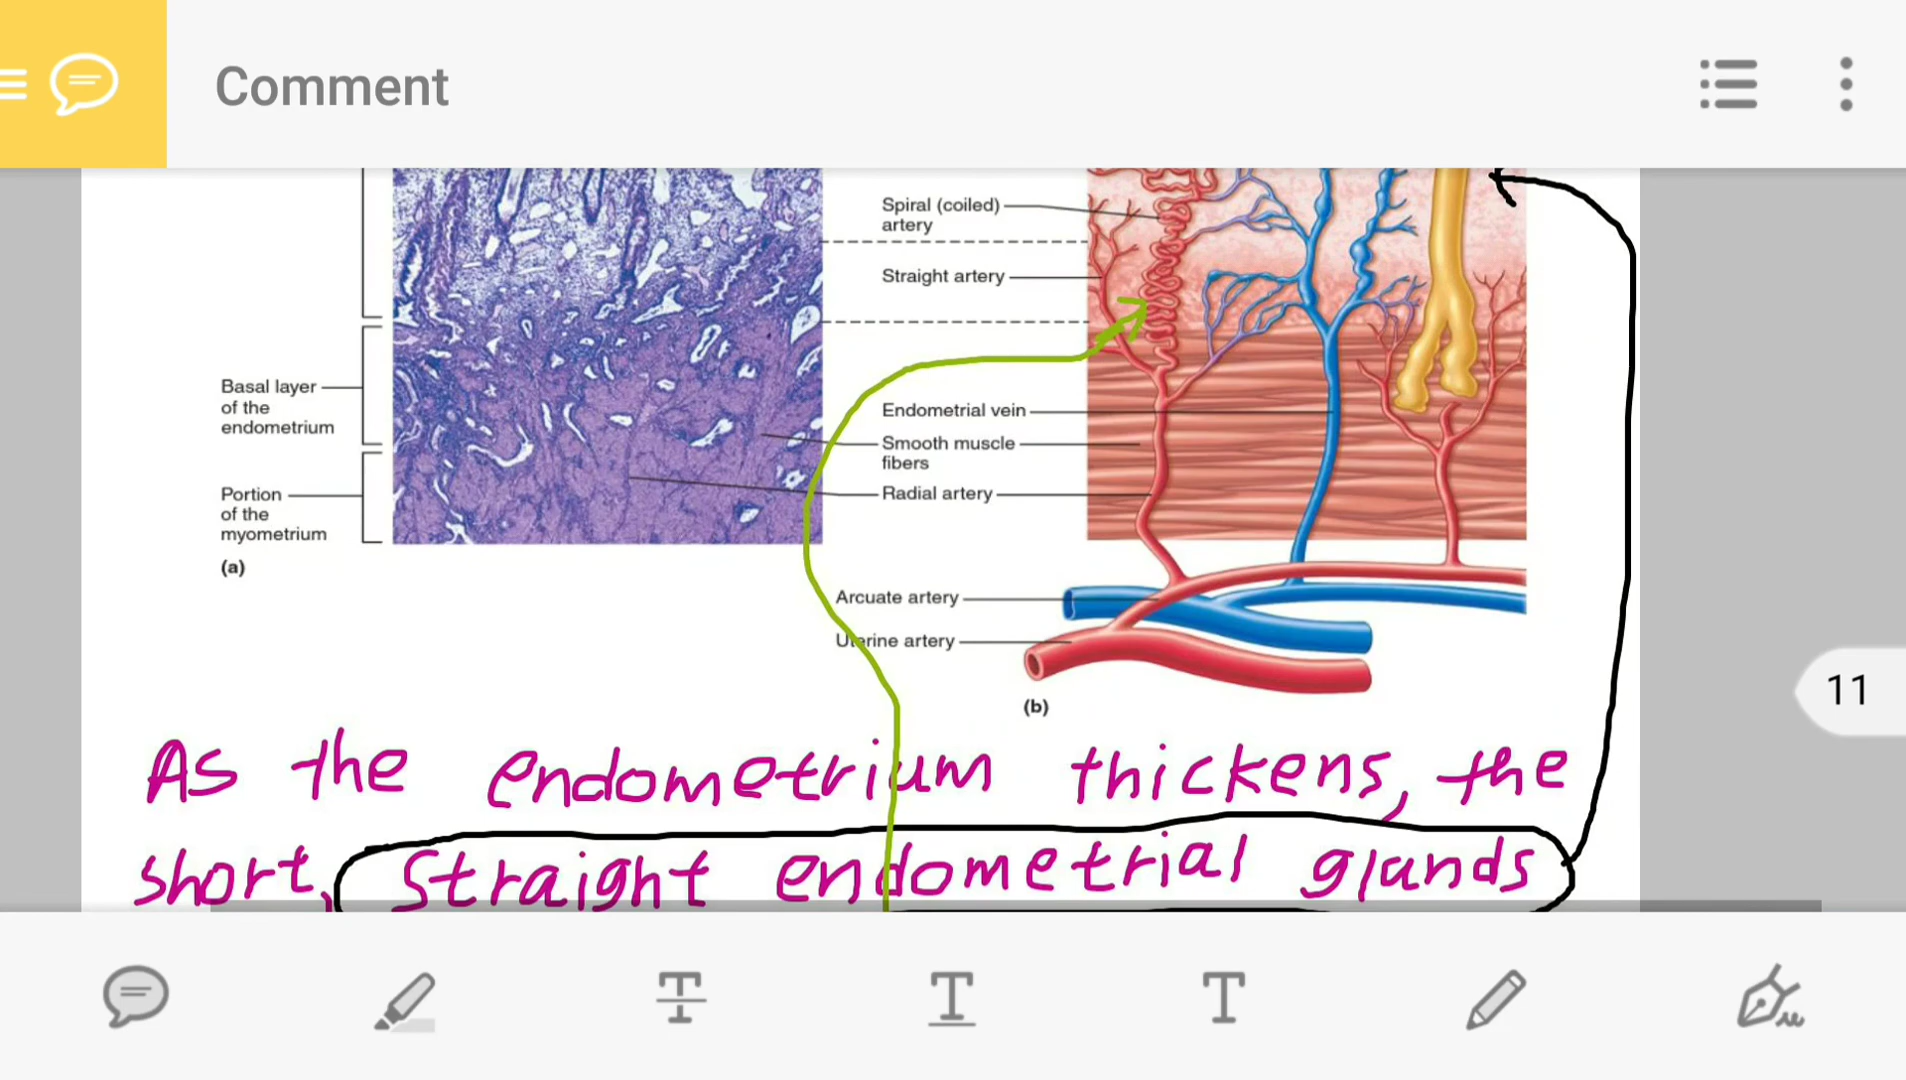 Comment
Spiral (coiled)
artery
Straight artery
Basal layer
of the
endometrium
Endometrial vein
Smooth muscle
fibers
Radial artery
Portion
of the
myometrium
(a)
Arcuate artery
Uterine artery
(b)
11
As the endometrium thickens, the
short, straight endometrial glands
T
T
T